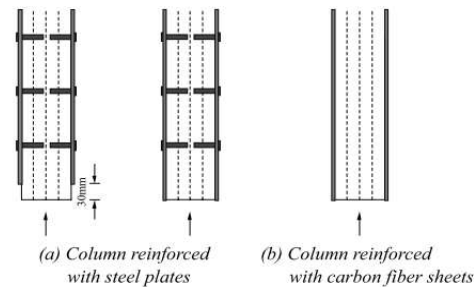 30mm
(a) Column reinforced
with steel plates
(b) Column reinforced
with carbon fiber sheets